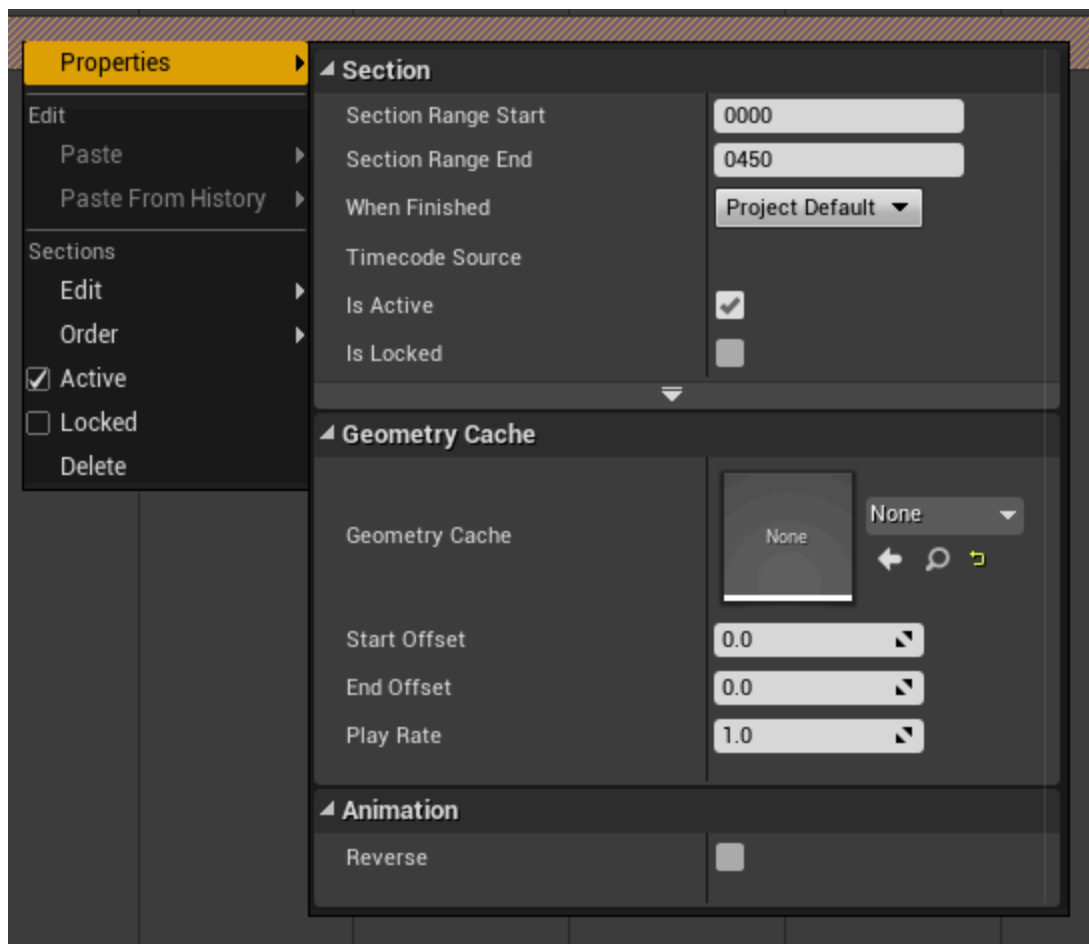 Properties
Edit
Paste
Paste From History
Sections
Edit
Order
Active
Locked
Delete
Section
Section Range Start 0000
Section Range End 0450
When Finished Project Default
Timecode Source
Is Active
Is Locked
Geometry Cache
Geometry Cache None None
Start Offset 0.0
End Offset 0.0
Play Rate 1.0
Animation
Reverse